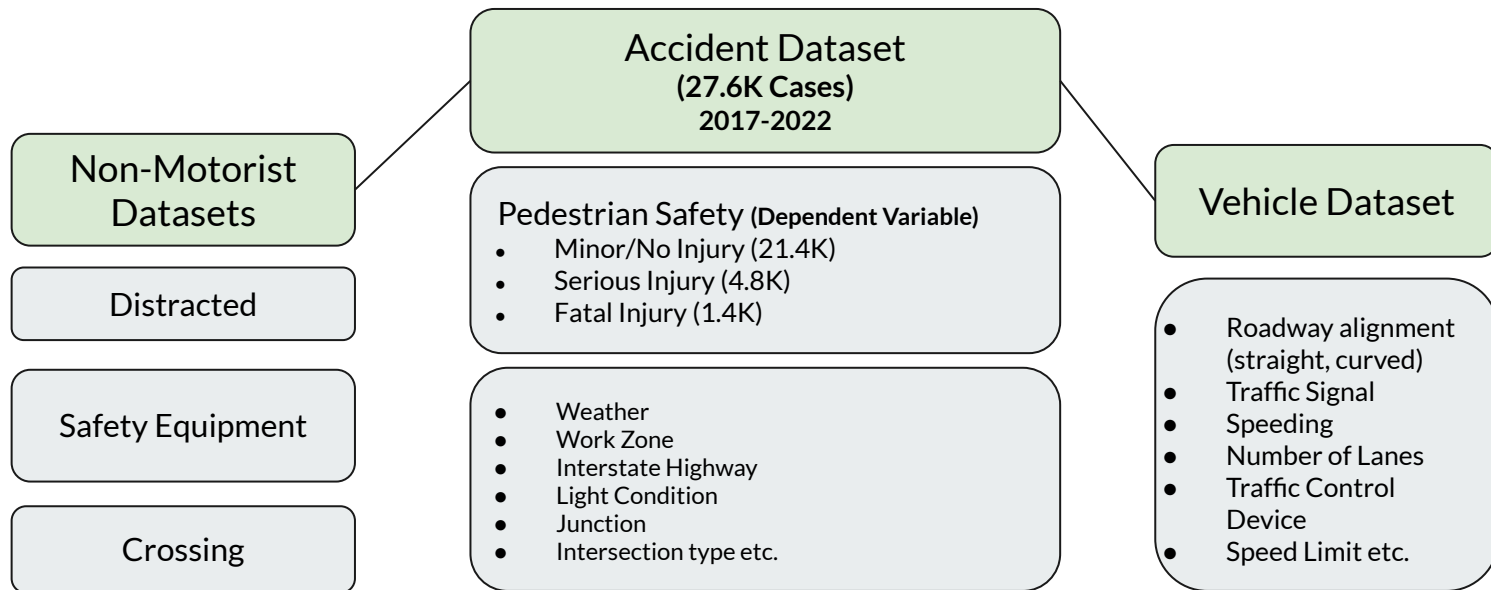 Accident Dataset
(27.6K Cases)
2017-2022
Non-Motorist
Datasets
Distracted
Safety Equipment
Crossing
Pedestrian Safety (Dependent Variable)
● Minor/No Injury (21.4K)
● Serious Injury (4.8K)
● Fatal Injury (1.4K)
● Weather
● Work Zone
● Interstate Highway
● Light Condition
● Junction
● Intersection type etc.
Vehicle Dataset
● Roadway alignment
(straight, curved)
● Traffic Signal
● Speeding
● Number of Lanes
● Traffic Control
Device
● Speed Limit etc.